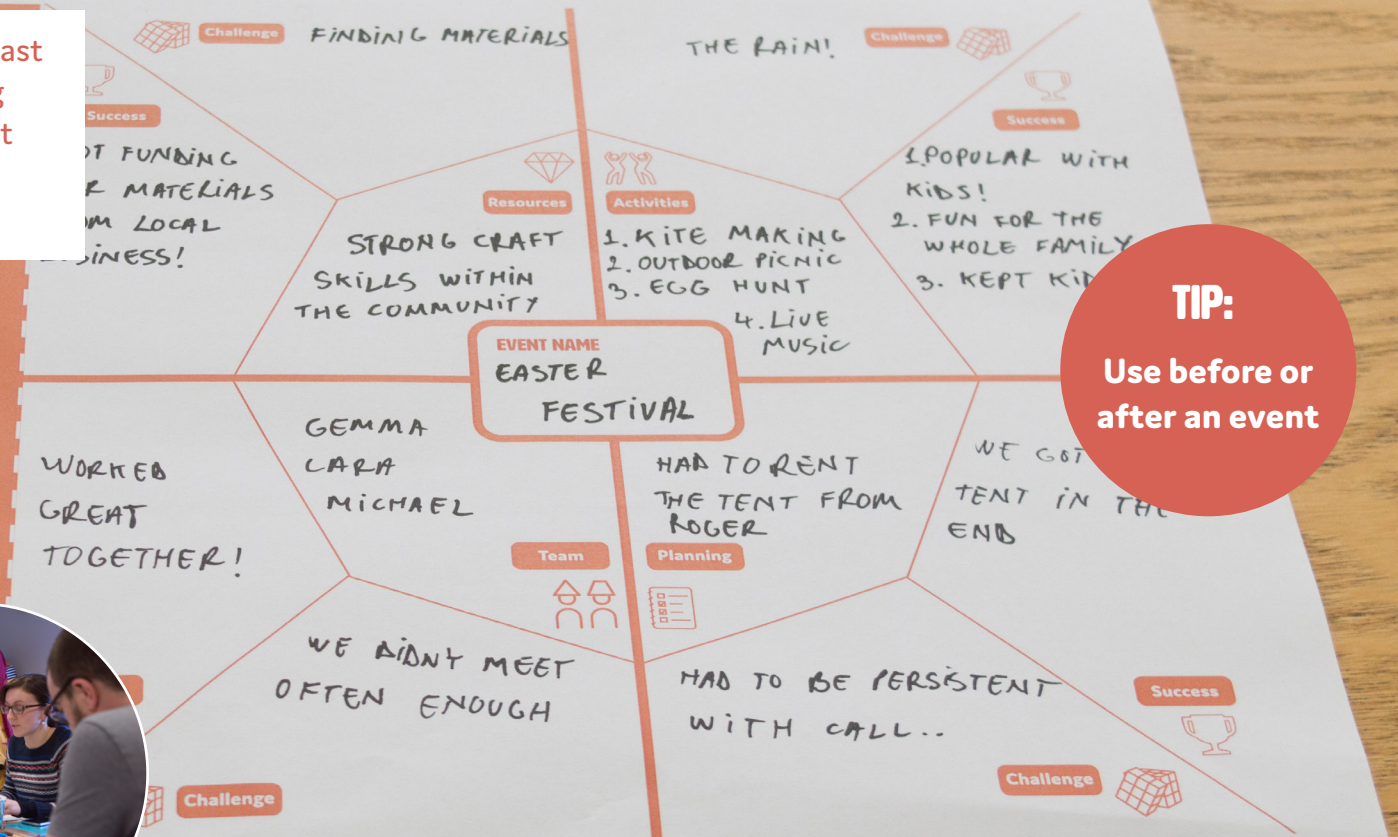 ast
Challenge
FINDING MATERIALS
THE RAIN!
Challenge
Success
FUNDING
MATERIALS
LOCAL
Resources
STRONG CRAFT
SKILLS WITHIN
THE COMMUNITY
Activities
1. KITE MAKING
2. OUTDOOR PICNIC
3. EGG HUNT
4. LIVE
MUSIC
Success
1. POPULAR WITH
KIDS!
2. FUN FOR THE
WHOLE FAMILY
3. KEPT
EVENT NAME
EASTER
FESTIVAL
TIP:
Use before or
after an event
WORKED
GREAT
TOGETHER!
GEMMA
CARA
MICHAEL
Team
HAD TO RENT
THE TENT FROM
ROGER
Planning
WE GOT
TENT IN THE
END
WE DIDN'T MEET
OFTEN ENOUGH
Challenge
HAD TO BE PERSISTENT
WITH CALL..
Success
Challenge